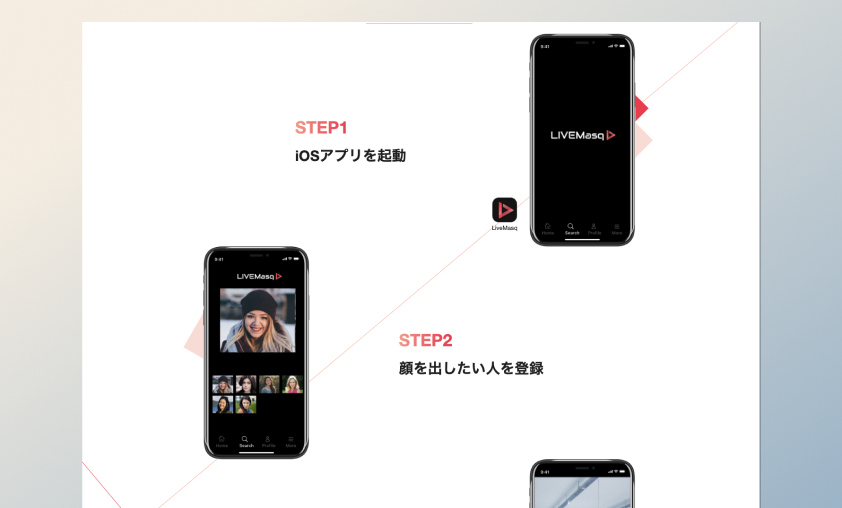 9:41
STEP1
iOSアプリを起動
LIVEMasq
LiveMasq
Home Search Profile More
9:41
LIVEMasq
STEP2
顔を出したい人を登録
Home Search Profile More
9:41